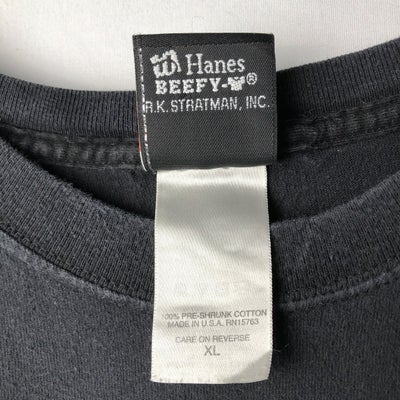 Hanes
BEEFY-T®
R.K. STRATMAN, INC.
100% PRE-SHRUNK COTTON
MADE IN U.S.A. RN15763
CARE ON REVERSE
XL